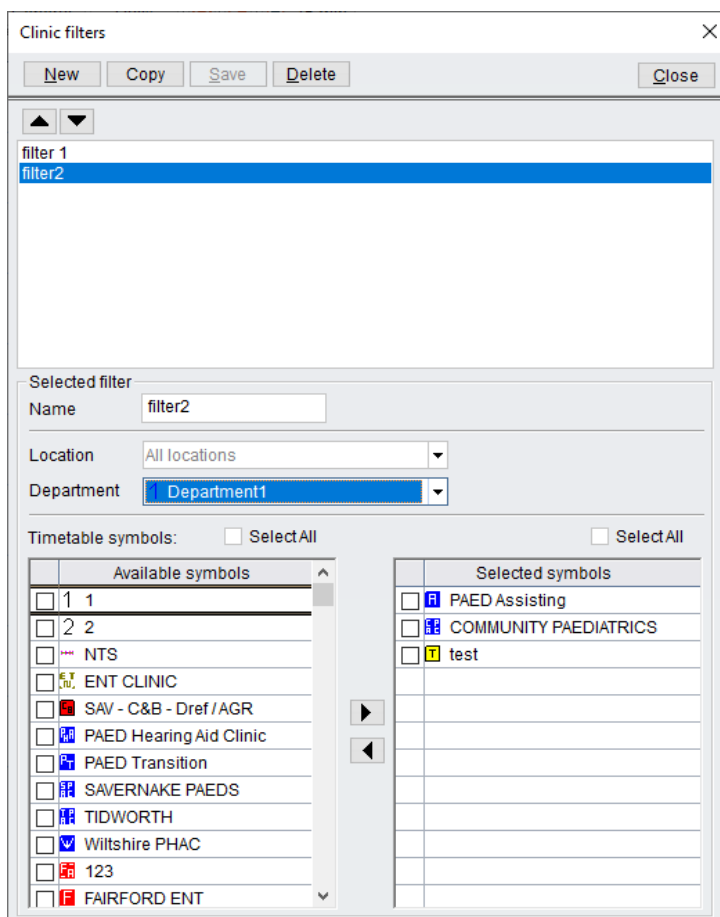 Clinic filters
New Copy Save Delete Close
filter 1
filter2
Selected filter
Name filter2
Location All locations
Department 1 Department1
Timetable symbols: Select All Select All
Available symbols Selected symbols
1 1 A PAED Assisting
2 2 COMMUNITY PAEDIATRICS
NTS T test
ENT CLINIC
SAV - C&B - Dref / AGR
PAED Hearing Aid Clinic
PAED Transition
SAVERNAKE PAEDS
TIDWORTH
Wiltshire PHAC
123
F FAIRFORD ENT